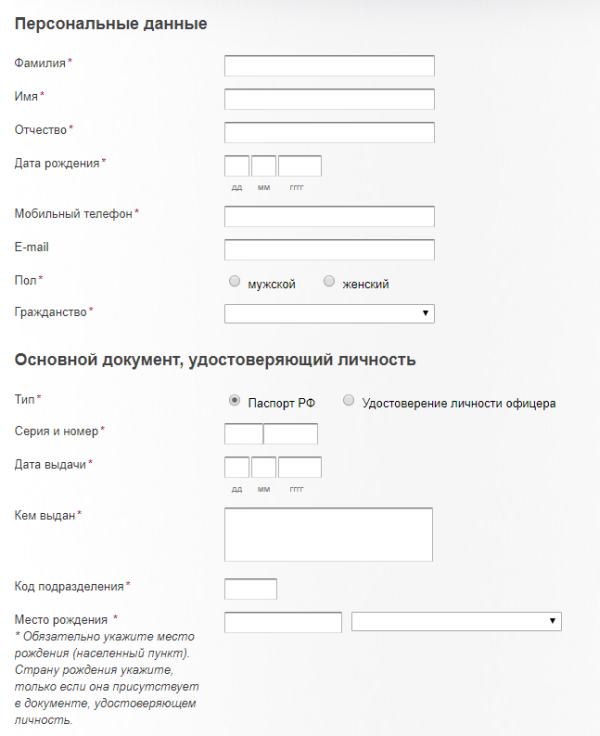 Персональные данные
Фамилия *
Имя *
Отчество *
Дата рождения *
дд мм гггг
Мобильный телефон *
E-mail
Пол *
мужской женский
Гражданство *
Основной документ, удостоверяющий личность
Тип *
Паспорт РФ Удостоверение личности офицера
Серия и номер *
Дата выдачи *
дд мм гггг
Кем выдан *
Код подразделения *
Место рождения *
* Обязательно укажите место
рождения (населенный пункт).
Страну рождения укажите,
только если она присутствует
в документе, удостоверяющем
личность.